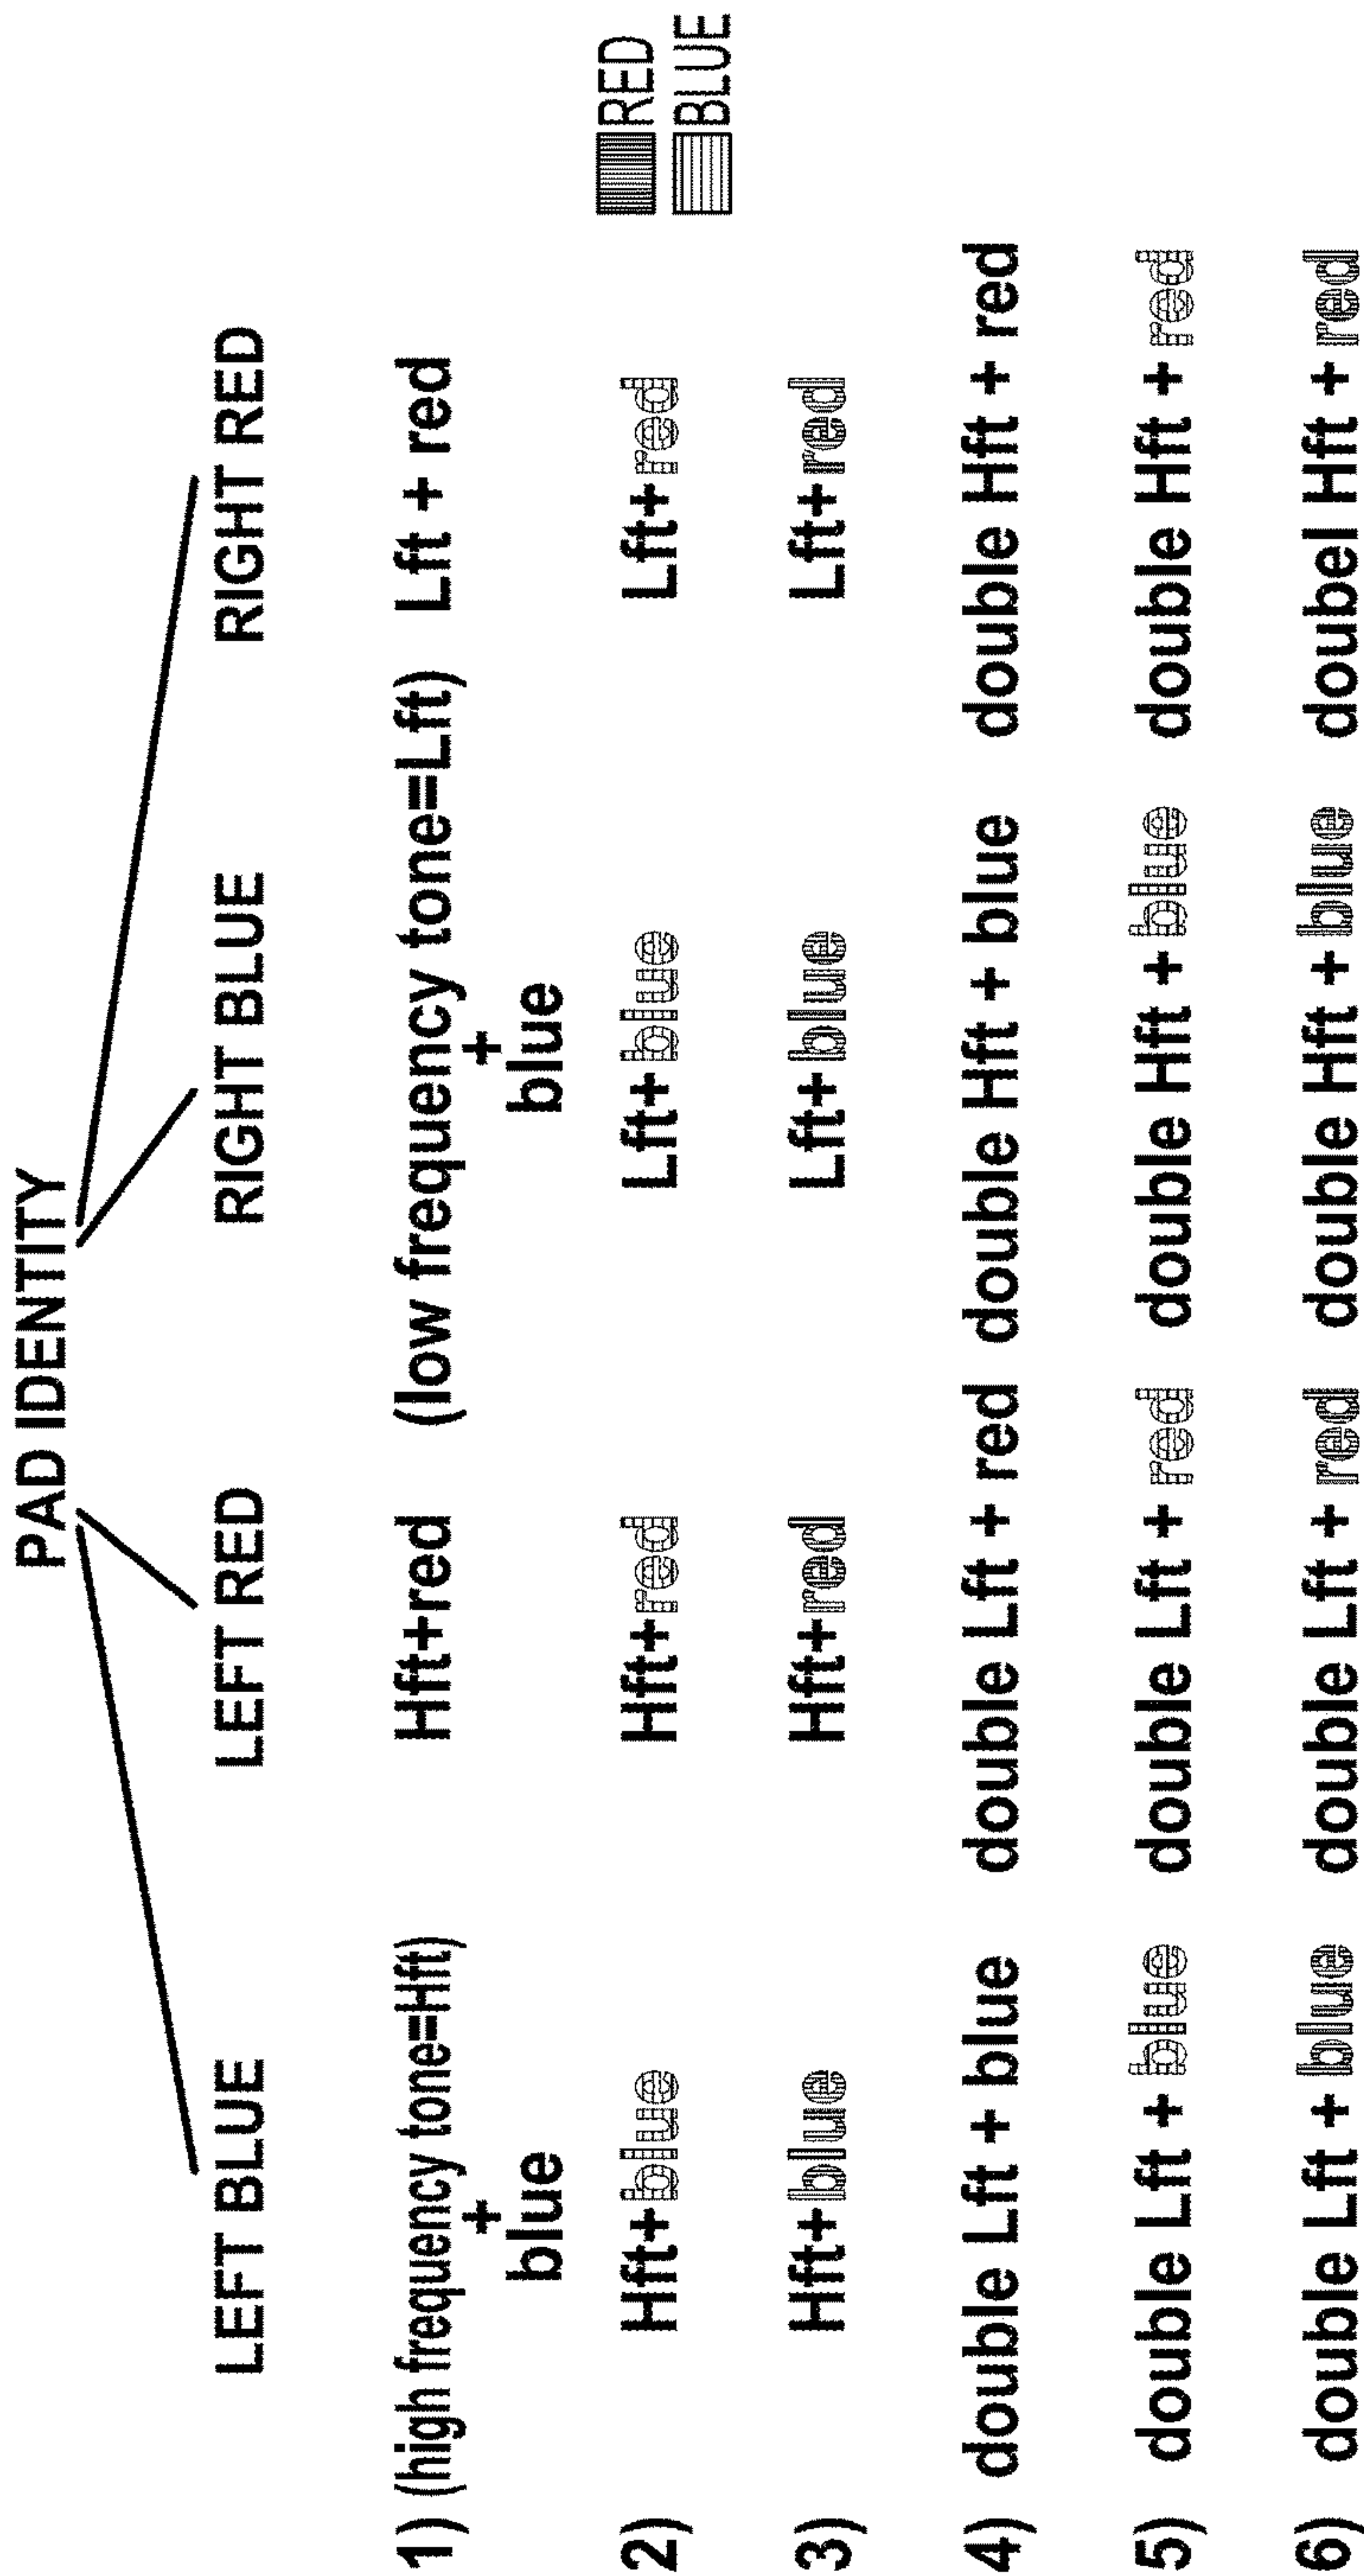 PAD IDENTITY
LEFT BLUE LEFT RED RIGHT BLUE RIGHT RED
1) (high frequency tone=Hft) Hft+red (low frequency tone=Lft) Lft + red
+ +
blue blue
RED
BLUE
2) Hft+blue Hft+red Lft+blue Lft+red
3) Hft+blue Hft+red Lft+blue Lft+red
4) double Lft + blue double Lft + red double Hft + blue double Hft + red
5) double Lft + blue double Lft + red double Hft + blue double Hft + red
6) double Lft + blue double Lft + red double Hft + blue doubel Hft + red